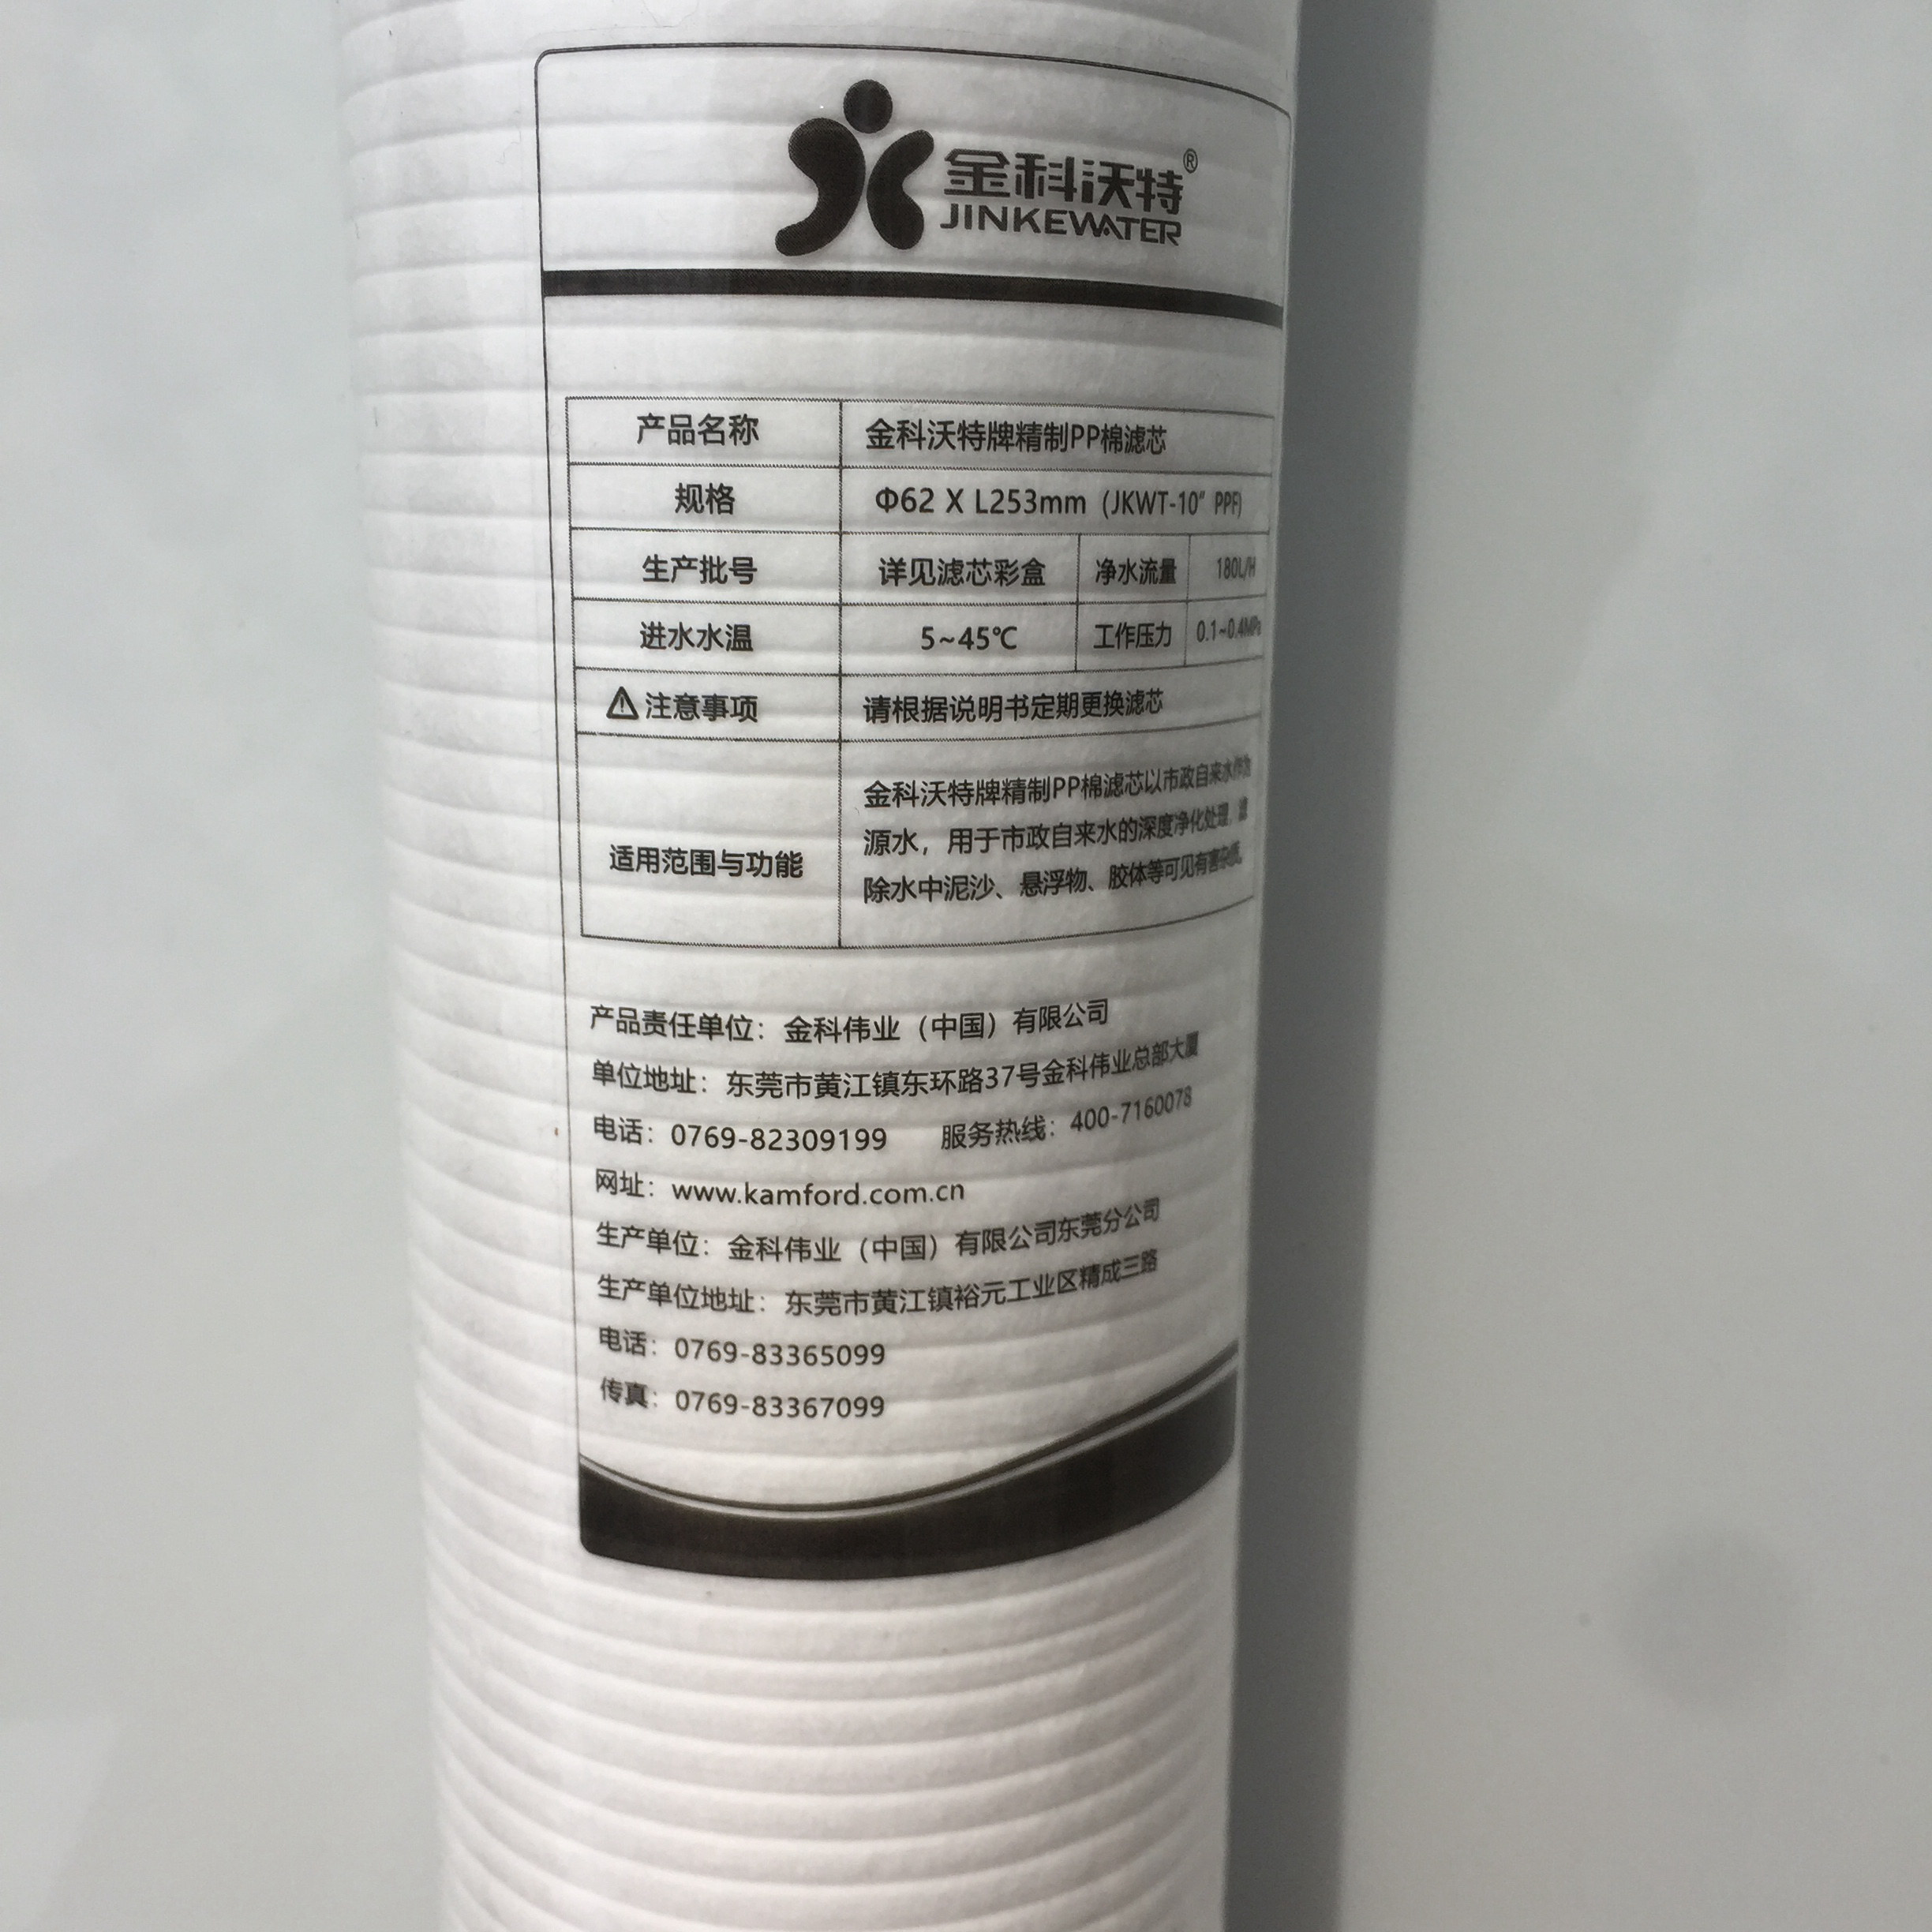 金科沃特®
JINKEWATER
产品名称 金科沃特牌精制PP棉滤芯
规格 Φ62 X L253mm (JKWT-10" PPF)
生产批号 详见滤芯彩盒 净水流量 180L/H
进水水温 5~45℃ 工作压力 0.1~0.4MPa
注意事项 请根据说明书定期更换滤芯
适用范围与功能
金科沃特牌精制PP棉滤芯以市政自来水作为
源水，用于市政自来水的深度净化处理，滤
除水中泥沙、悬浮物、胶体等可见有害杂质。
产品责任单位：金科伟业（中国）有限公司
单位地址：东莞市黄江镇东环路37号金科伟业总部大厦
电话：0769-82309199 服务热线：400-7160078
网址：www.kamford.com.cn
生产单位：金科伟业（中国）有限公司东莞分公司
生产单位地址：东莞市黄江镇裕元工业区精成三路
电话：0769-83365099
传真：0769-83367099